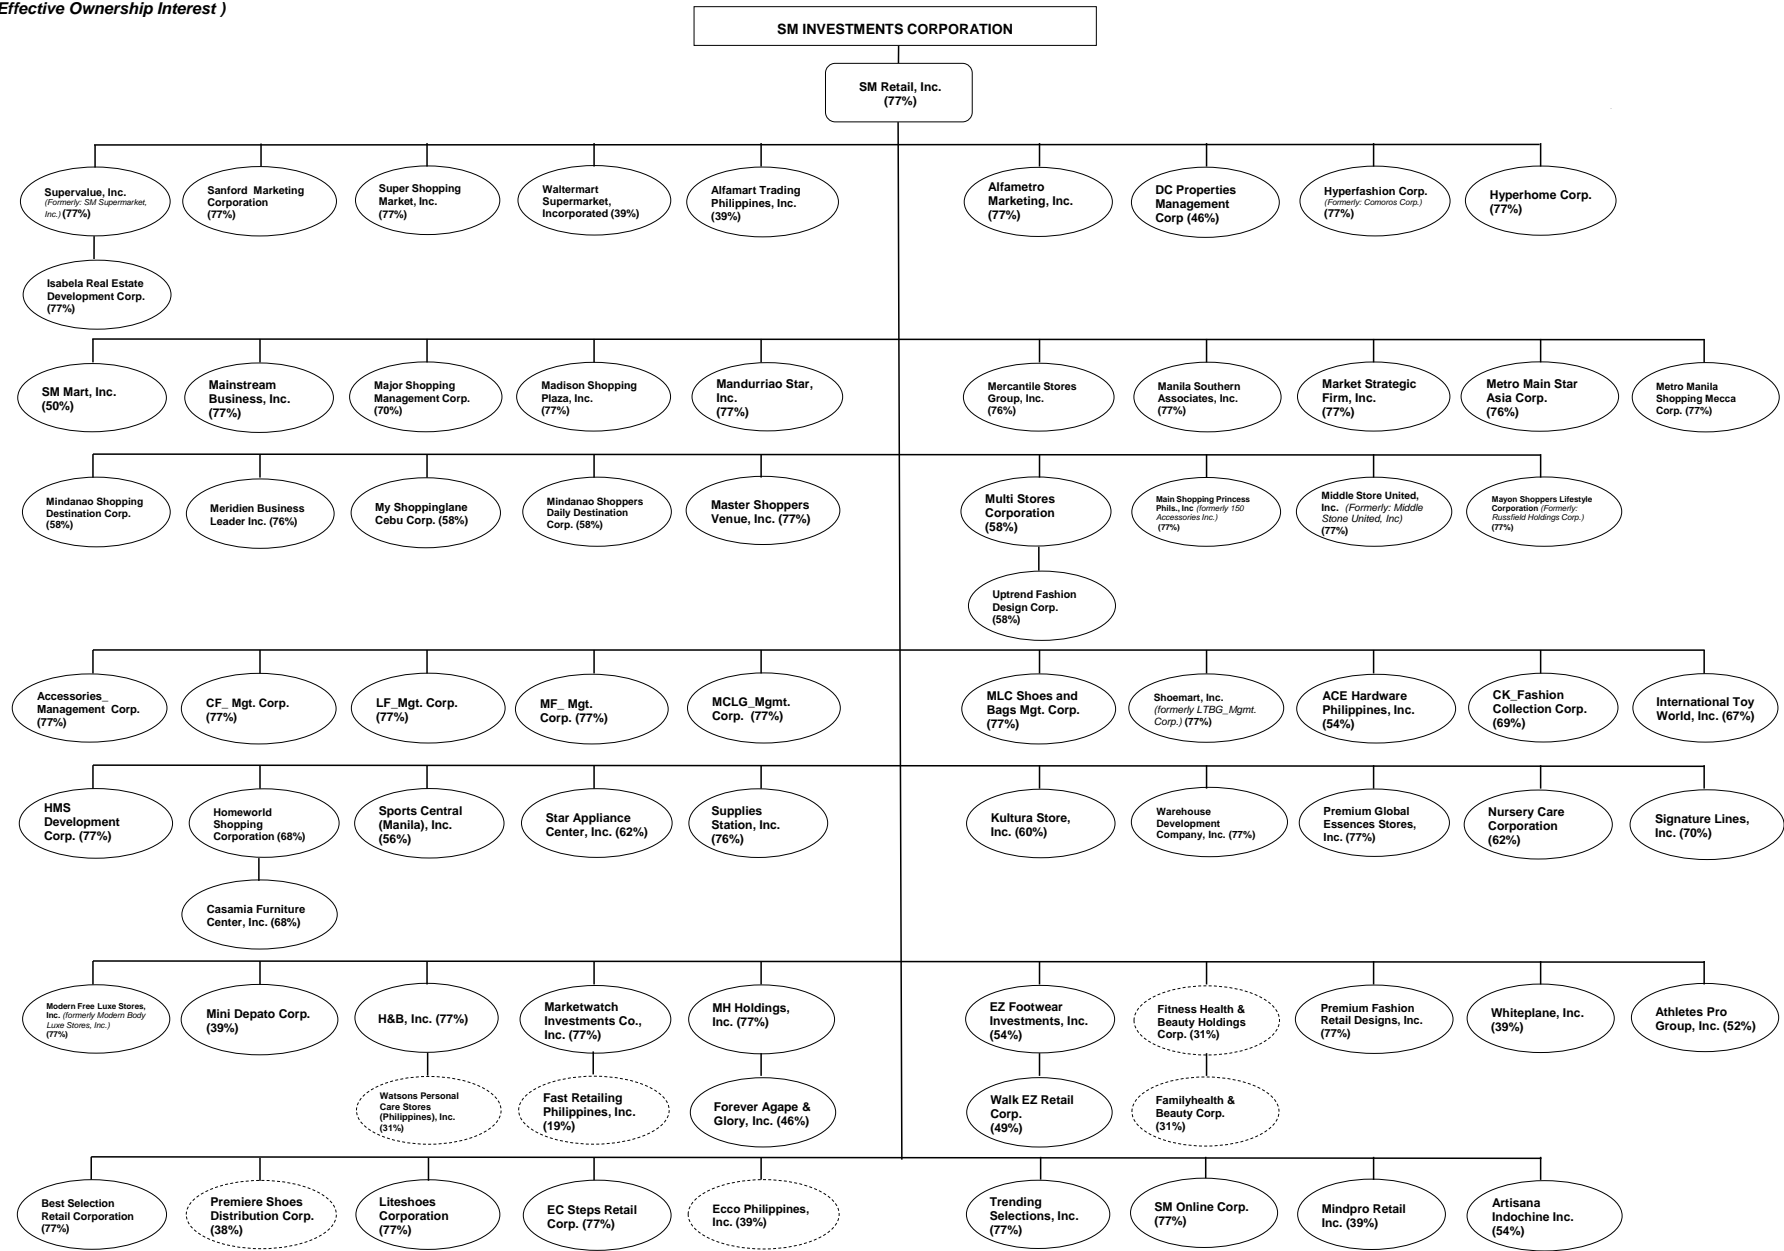 Effective Ownership Interest )
SM INVESTMENTS CORPORATION
SM Retail, Inc.
(77%)
Supervalue, Inc.
(Formerly: SM Supermarket,
Inc.) (77%)
Sanford Marketing
Corporation
(77%)
Super Shopping
Market, Inc.
(77%)
Waltermart
Supermarket,
Incorporated (39%)
Alfamart Trading
Philippines, Inc.
(39%)
Alfametro
Marketing, Inc.
(77%)
DC Properties
Management
Corp (46%)
Hyperfashion Corp.
(Formerly: Comoros Corp.)
(77%)
Hyperhome Corp.
(77%)
Isabela Real Estate
Development Corp.
(77%)
SM Mart, Inc.
(50%)
Mainstream
Business, Inc.
(77%)
Major Shopping
Management Corp.
(70%)
Madison Shopping
Plaza, Inc.
(77%)
Mandurriao Star,
Inc.
(77%)
Mercantile Stores
Group, Inc.
(76%)
Manila Southern
Associates, Inc.
(77%)
Market Strategic
Firm, Inc.
(77%)
Metro Main Star
Asia Corp.
(76%)
Metro Manila
Shopping Mecca
Corp. (77%)
Mindanao Shopping
Destination Corp.
(58%)
Meridien Business
Leader Inc. (76%)
My Shoppinglane
Cebu Corp. (58%)
Mindanao Shoppers
Daily Destination
Corp. (58%)
Master Shoppers
Venue, Inc. (77%)
Multi Stores
Corporation
(58%)
Main Shopping Princess
Phils., Inc (formerly 150
Accessories Inc.)
(77%)
Middle Store United,
Inc. (Formerly: Middle
Stone United, Inc)
(77%)
Mayon Shoppers Lifestyle
Corporation (Formerly:
Russfield Holdings Corp.)
(77%)
Uptrend Fashion
Design Corp.
(58%)
Accessories_
Management Corp.
(77%)
CF_ Mgt. Corp.
(77%)
LF_Mgt. Corp.
(77%)
MF_ Mgt.
Corp. (77%)
MCLG_Mgmt.
Corp. (77%)
MLC Shoes and
Bags Mgt. Corp.
(77%)
Shoemart, Inc.
(formerly LTBG_Mgmt.
Corp.) (77%)
ACE Hardware
Philippines, Inc.
(54%)
CK_Fashion
Collection Corp.
(69%)
International Toy
World, Inc. (67%)
HMS
Development
Corp. (77%)
Homeworld
Shopping
Corporation (68%)
Sports Central
(Manila), Inc.
(56%)
Star Appliance
Center, Inc. (62%)
Supplies
Station, Inc.
(76%)
Kultura Store,
Inc. (60%)
Warehouse
Development
Company, Inc. (77%)
Premium Global
Essences Stores,
Inc. (77%)
Nursery Care
Corporation
(62%)
Signature Lines,
Inc. (70%)
Casamia Furniture
Center, Inc. (68%)
Modern Free Luxe Stores,
Inc. (formerly Modern Body
Luxe Stores, Inc.)
(77%)
Mini Depato Corp.
(39%)
H&B, Inc. (77%)
Marketwatch
Investments Co.,
Inc. (77%)
MH Holdings,
Inc. (77%)
EZ Footwear
Investments, Inc.
(54%)
Fitness Health &
Beauty Holdings
Corp. (31%)
Premium Fashion
Retail Designs, Inc.
(77%)
Whiteplane, Inc.
(39%)
Athletes Pro
Group, Inc. (52%)
Watsons Personal
Care Stores
(Philippines), Inc.
(31%)
Fast Retailing
Philippines, Inc.
(19%)
Forever Agape &
Glory, Inc. (46%)
Walk EZ Retail
Corp.
(49%)
Familyhealth &
Beauty Corp.
(31%)
Best Selection
Retail Corporation
(77%)
Premiere Shoes
Distribution Corp.
(38%)
Liteshoes
Corporation
(77%)
EC Steps Retail
Corp. (77%)
Ecco Philippines,
Inc. (39%)
Trending
Selections, Inc.
(77%)
SM Online Corp.
(77%)
Mindpro Retail
Inc. (39%)
Artisana
Indochine Inc.
(54%)